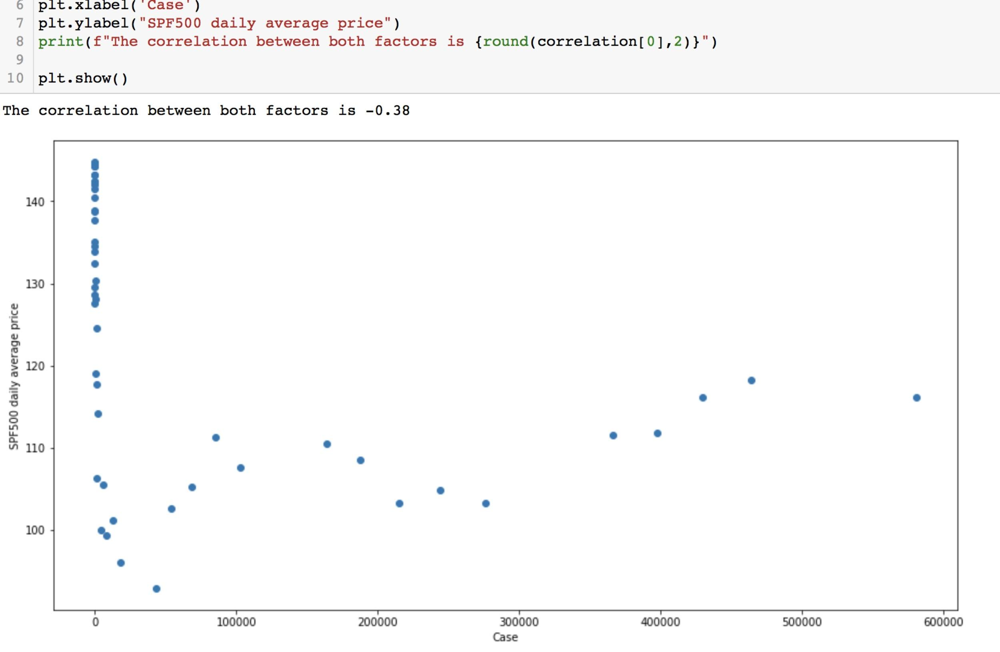 6 plt.xlabel('Case')
7 plt.ylabel("SPF500 daily average price")
8 print(f"The correlation between both factors is {round(correlation[0],2)}")
9
10 plt.show()
The correlation between both factors is -0.38
140
130
120
110
100
SPF500 daily average price
0 100000 200000 300000 400000 500000 600000
Case